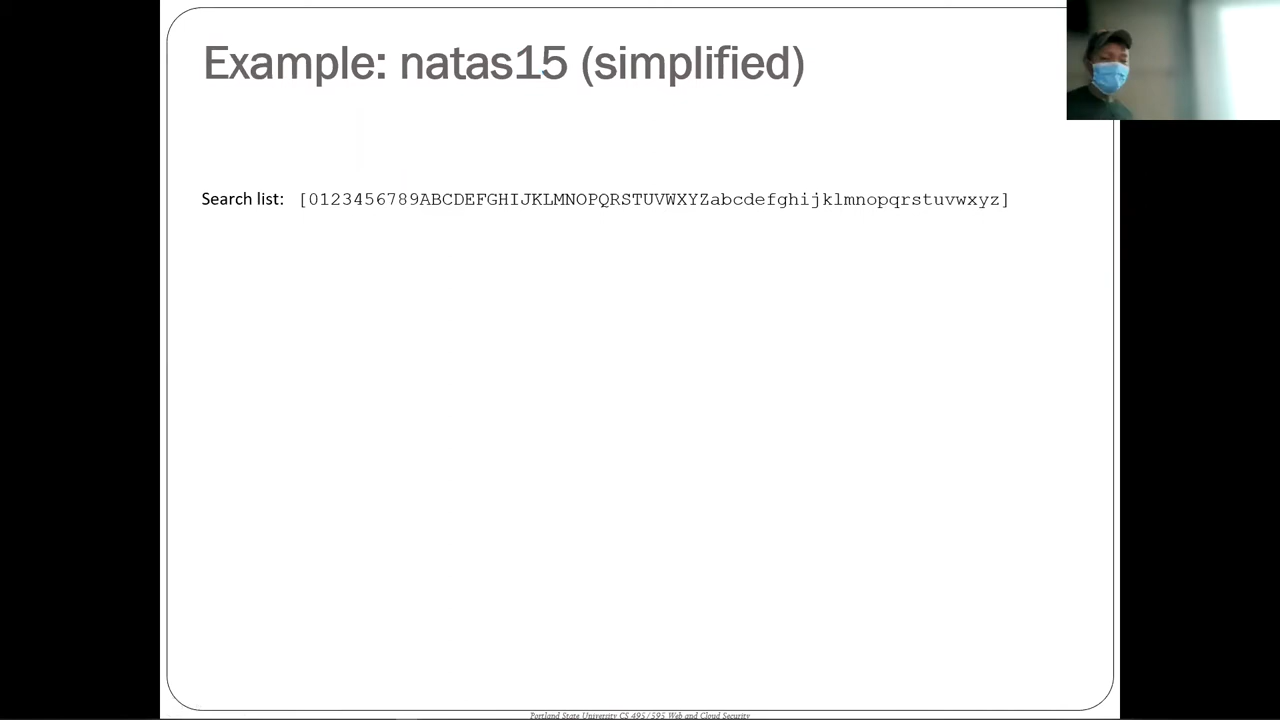 Example: natas15 (simplified)
Search list: [0123456789ABCDEFGHIJKLMNOPQRSTUVWXYZabcdefghijklmnopqrstuvwxyz]
Portland State University CS 495/595 Web and Cloud Security